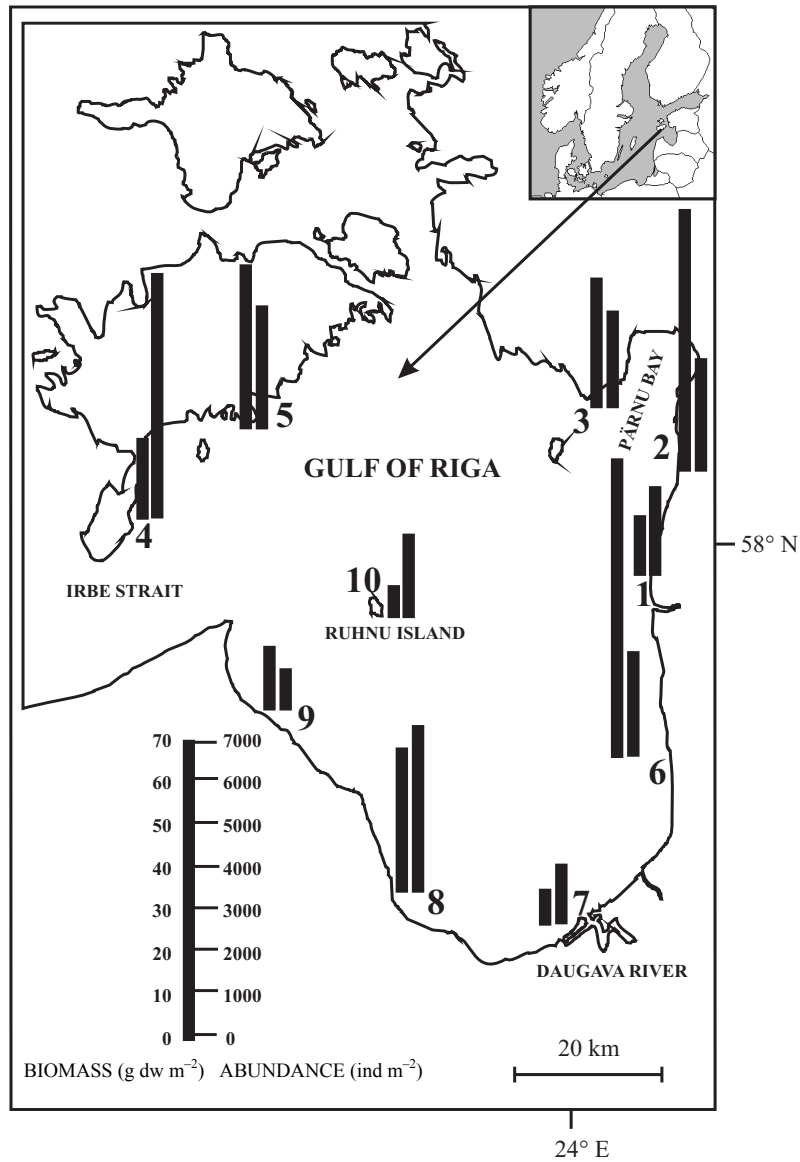 5
3
PÄRNU BAY
2
GULF OF RIGA
4
58° N
10
1
IRBE STRAIT
RUHNU ISLAND
9
70 7000
6
60 6000
50 5000
40 4000
8
7
30 3000
20 2000
DAUGAVA RIVER
10 1000
0 0
20 km
BIOMASS (g dw m⁻²) ABUNDANCE (ind m⁻²)
24° E